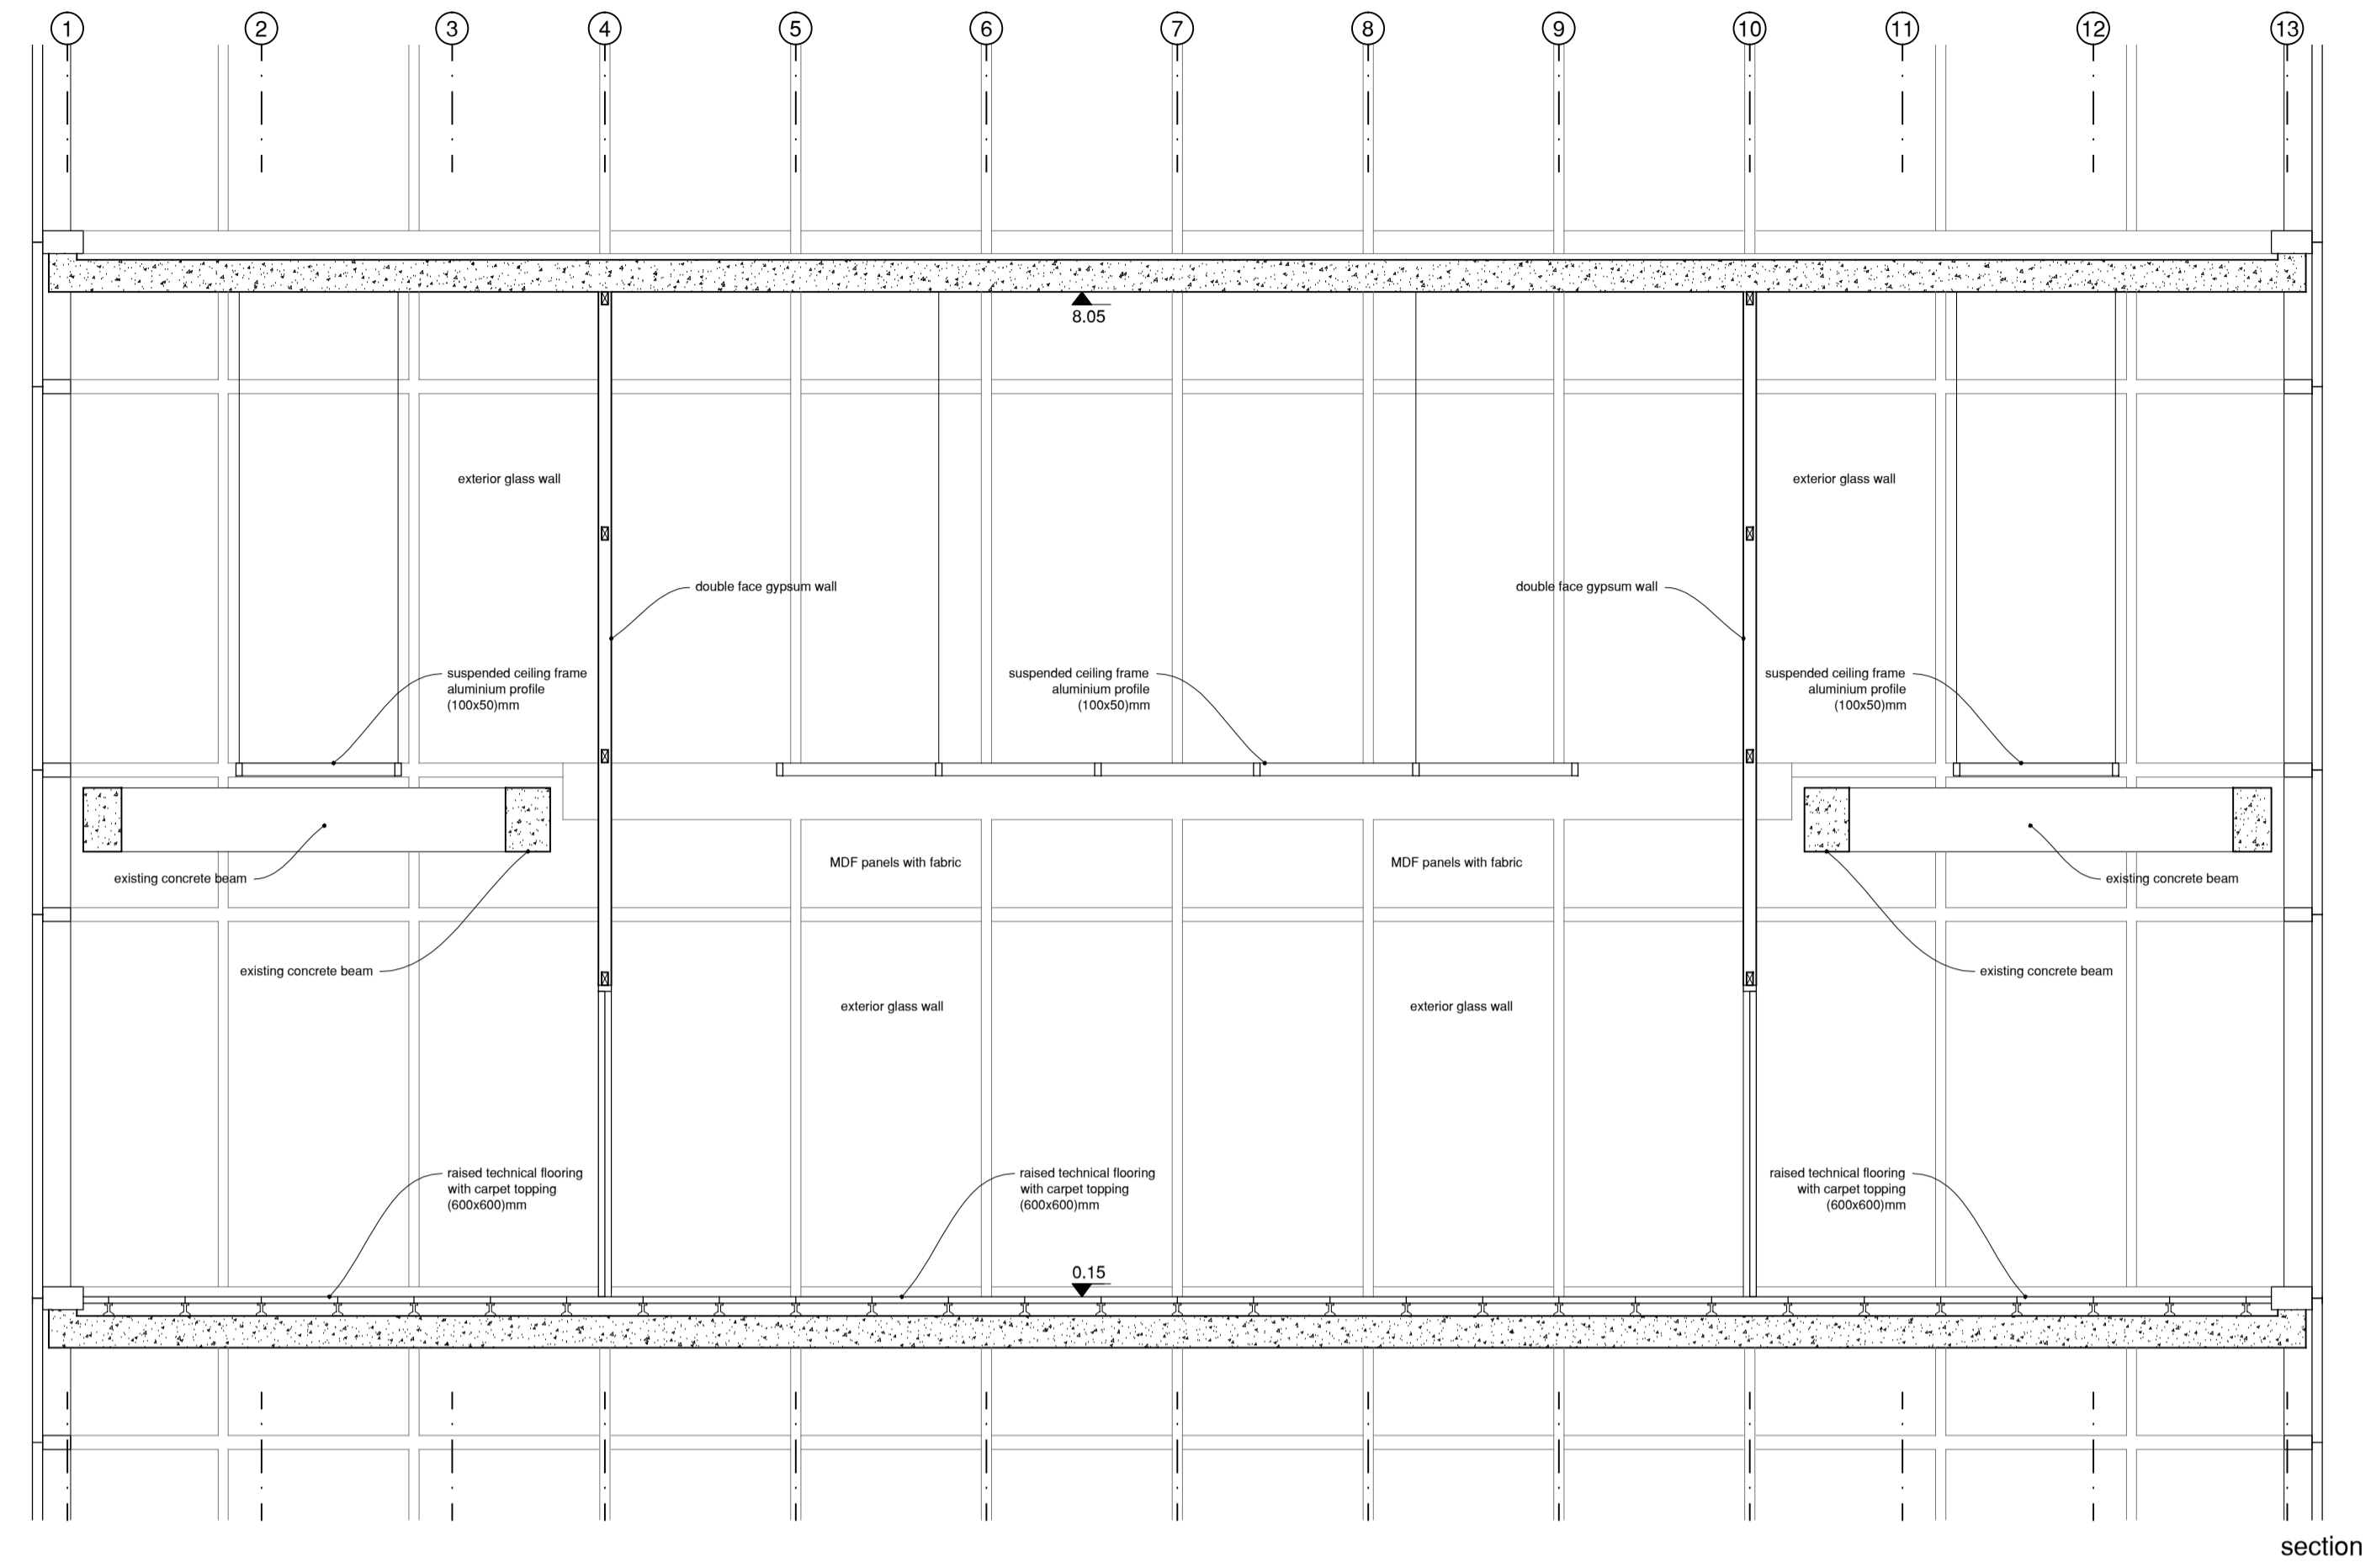 1
2
3
4
5
6
7
8
9
10
11
12
13
8.05
exterior glass wall
exterior glass wall
double face gypsum wall
double face gypsum wall
suspended ceiling frame
aluminium profile
(100x50)mm
suspended ceiling frame
aluminium profile
(100x50)mm
suspended ceiling frame
aluminium profile
(100x50)mm
MDF panels with fabric
MDF panels with fabric
existing concrete beam
existing concrete beam
existing concrete beam
existing concrete beam
exterior glass wall
exterior glass wall
raised technical flooring
with carpet topping
(600x600)mm
raised technical flooring
with carpet topping
(600x600)mm
raised technical flooring
with carpet topping
(600x600)mm
0.15
section